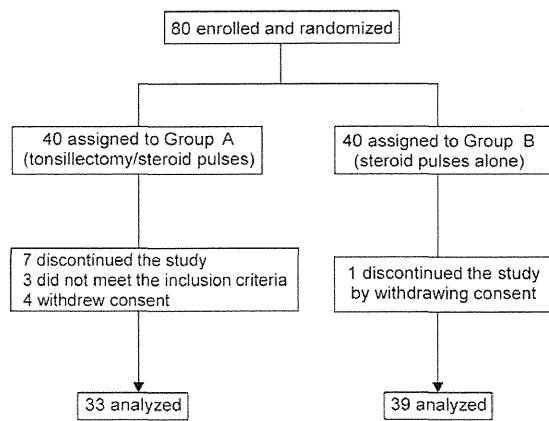 80 enrolled and randomized
40 assigned to Group A
(tonsillectomy/steroid pulses)
40 assigned to Group B
(steroid pulses alone)
7 discontinued the study
3 did not meet the inclusion criteria
4 withdrew consent
1 discontinued the study
by withdrawing consent
33 analyzed
39 analyzed